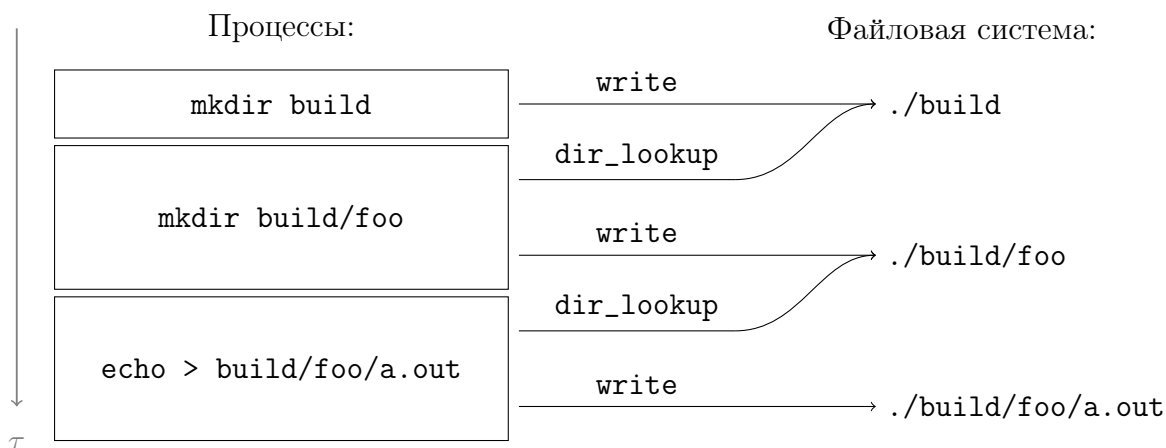 Процессы:
Файловая система:
mkdir build
write
./build
dir_lookup
mkdir build/foo
write
./build/foo
dir_lookup
echo > build/foo/a.out
write
./build/foo/a.out
τ